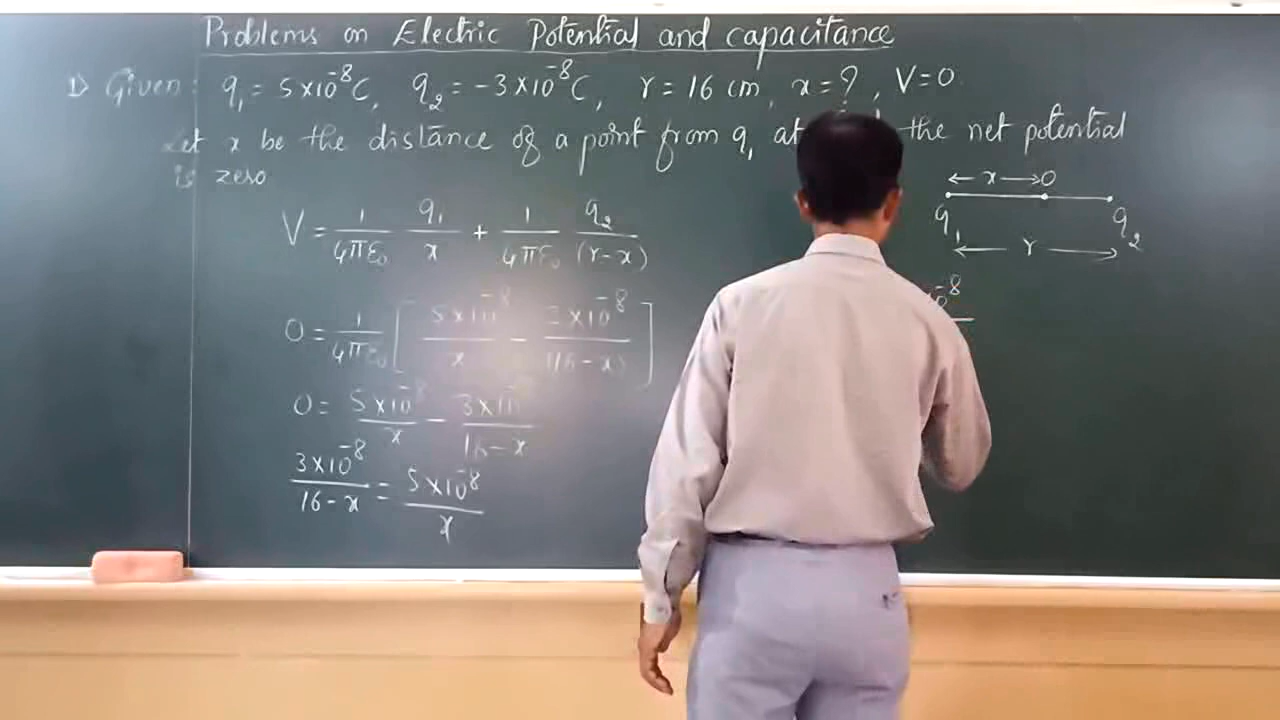 Problems on Electric Potential and capacitance
1) Given: q₁ = 5×10⁻⁸C, q₂ = -3×10⁻⁸C, r = 16 cm, x = ?, V=0
Let x be the distance of a point from q₁ at the net potential
is zero
← x → O
q₁ q₂
← r →
V = 1/4πε₀ q₁/x + 1/4πε₀ q₂/(r-x)
0 = 1/4πε₀ [ 5×10⁻⁸/x - 3×10⁻⁸/(16-x) ]
0 = 5×10⁻⁸/x - 3×10⁻⁸/16-x
3×10⁻⁸/16-x = 5×10⁻⁸/x